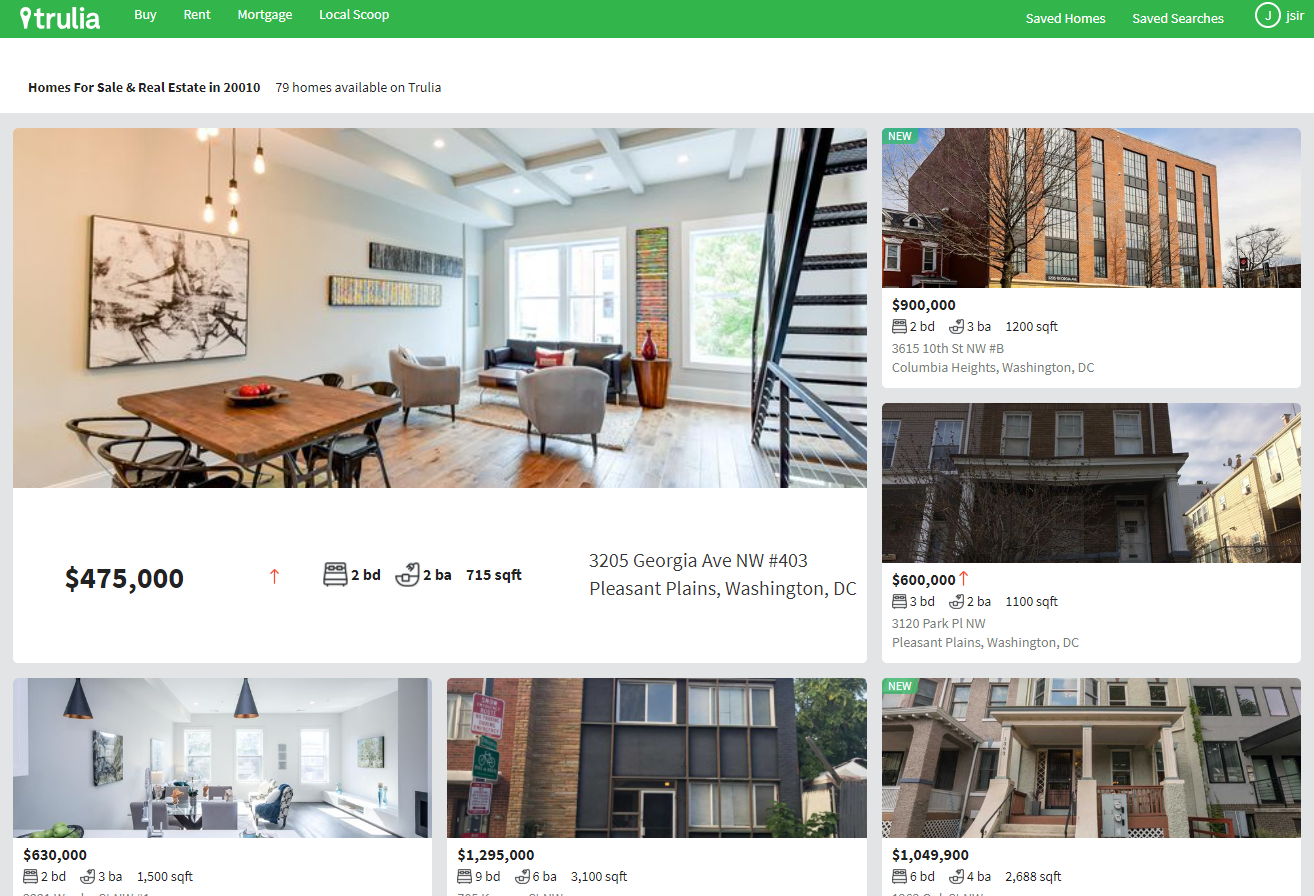 trulia
Buy
Rent
Mortgage
Local Scoop
Saved Homes
Saved Searches
J
jsir
Homes For Sale & Real Estate in 20010
79 homes available on Trulia
$475,000
2 bd
2 ba
715 sqft
3205 Georgia Ave NW #403
Pleasant Plains, Washington, DC
NEW
$900,000
2 bd
3 ba
1200 sqft
3615 10th St NW #B
Columbia Heights, Washington, DC
$600,000
3 bd
2 ba
1100 sqft
3120 Park Pl NW
Pleasant Plains, Washington, DC
$630,000
2 bd
3 ba
1,500 sqft
$1,295,000
9 bd
6 ba
3,100 sqft
NEW
$1,049,900
6 bd
4 ba
2,688 sqft